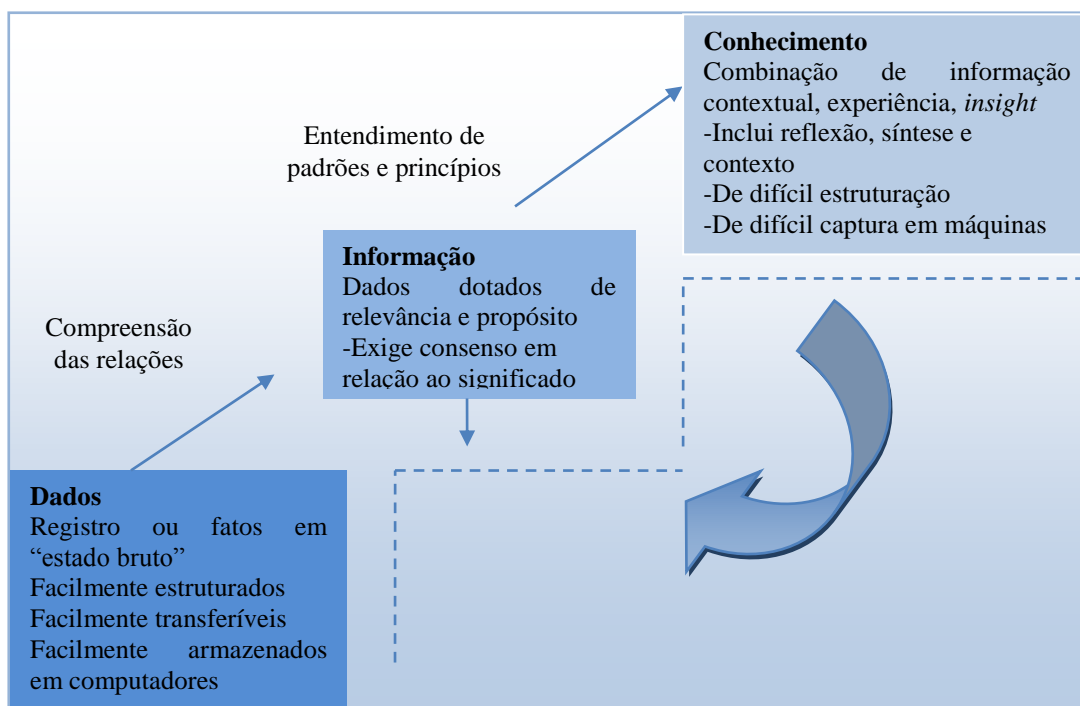 Conhecimento
Combinação de informação
contextual, experiência, insight
-Inclui reflexão, síntese e
contexto
-De difícil estruturação
-De difícil captura em máquinas
Entendimento de
padrões e princípios
Informação
Dados dotados de
relevância e propósito
-Exige consenso em
relação ao significado
Compreensão
das relações
Dados
Registro ou fatos em
“estado bruto”
Facilmente estruturados
Facilmente transferíveis
Facilmente armazenados
em computadores